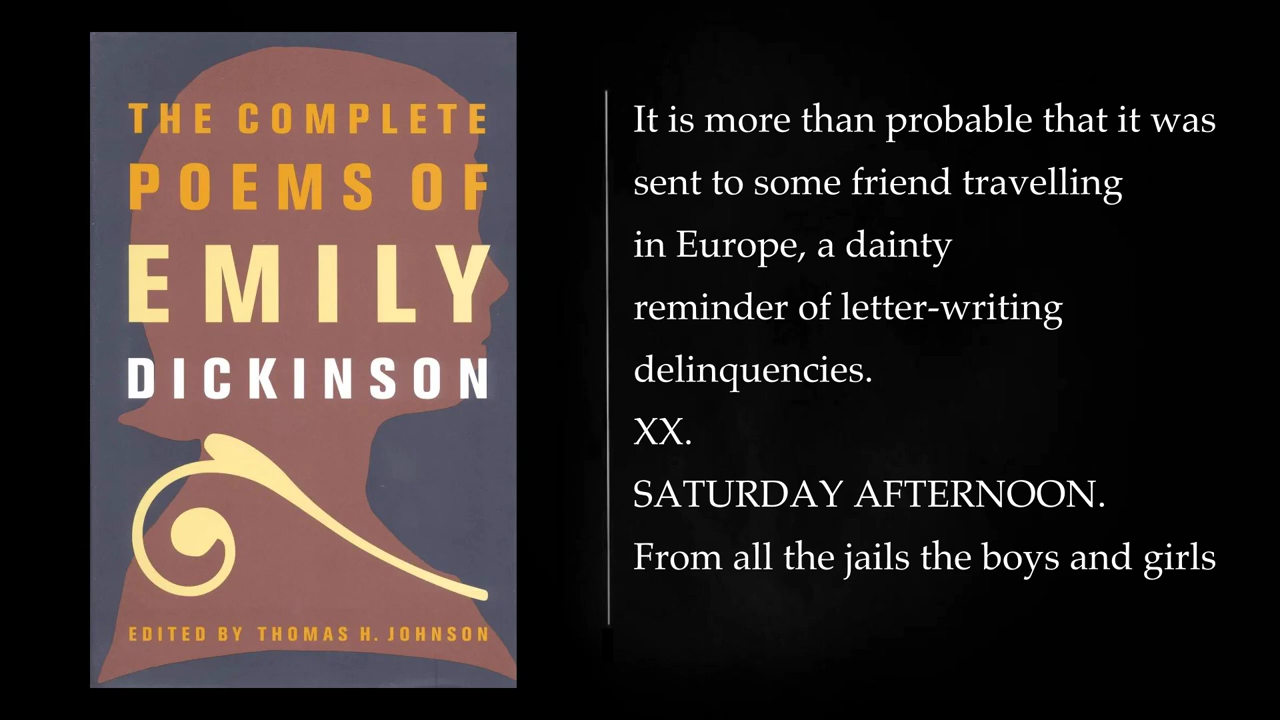 THE COMPLETE
POEMS OF
EMILY
DICKINSON
EDITED BY THOMAS H. JOHNSON
It is more than probable that it was
sent to some friend travelling
in Europe, a dainty
reminder of letter-writing
delinquencies.
XX.
SATURDAY AFTERNOON.
From all the jails the boys and girls